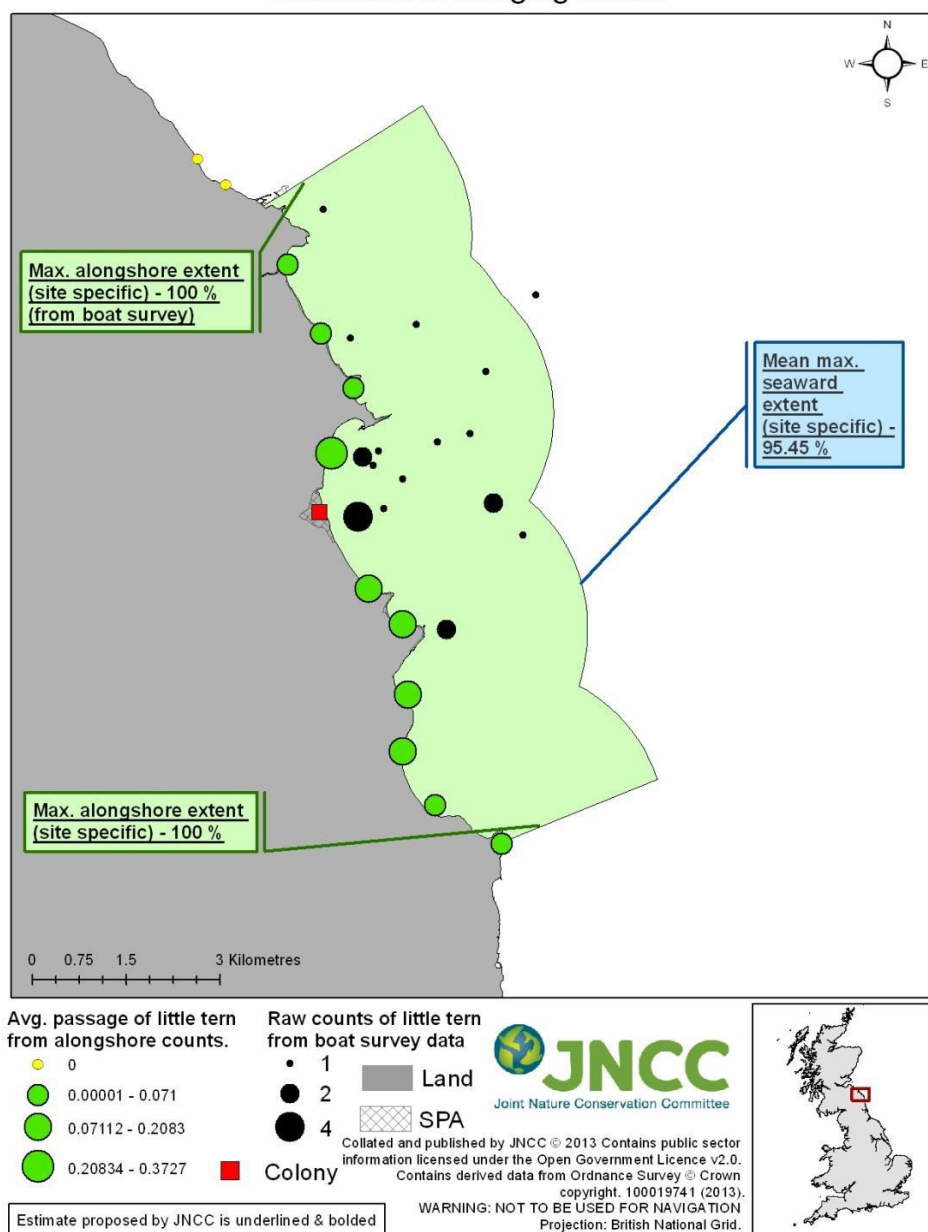 N
W E
S
Max. alongshore extent
(site specific) - 100 %
(from boat survey)
Mean max.
seaward
extent
(site specific) -
95.45 %
Max. alongshore extent
(site specific) - 100 %
0 0.75 1.5 3 Kilometres
Avg. passage of little tern
from alongshore counts.
0
0.00001 - 0.071
0.07112 - 0.2083
0.20834 - 0.3727
Raw counts of little tern
from boat survey data
1
2
4
Land
SPA
Colony
JNCC
Joint Nature Conservation Committee
Collated and published by JNCC © 2013 Contains public sector
information licensed under the Open Government Licence v2.0.
Contains derived data from Ordnance Survey © Crown
copyright. 100019741 (2013).
WARNING: NOT TO BE USED FOR NAVIGATION
Projection: British National Grid.
Estimate proposed by JNCC is underlined & bolded